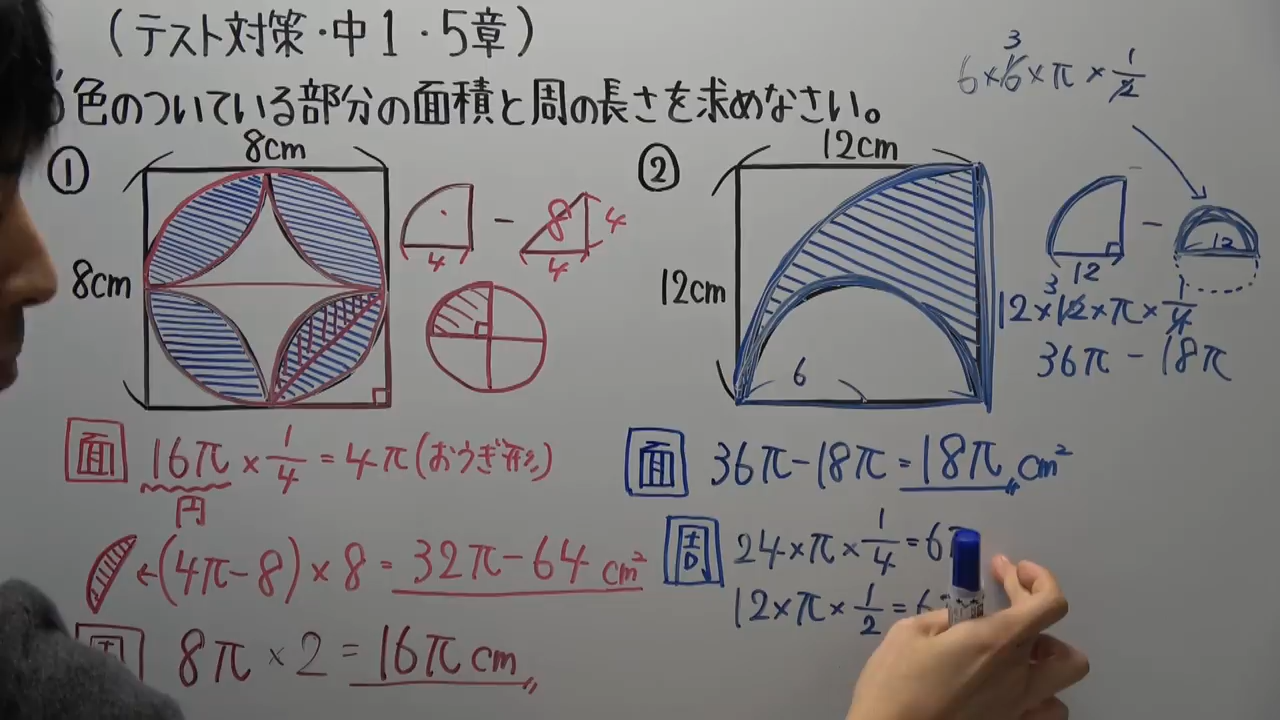 (テスト対策・中1・5章)
色のついている部分の面積と周の長さを求めなさい。
6×6×π×1/2
3
① 8cm
8cm
8
4
4
4
② 12cm
12cm
6
12
12
3
12×12×π×1/4
36π-18π
面 16π×1/4=4π(おうぎ形)
円
←(4π-8)×8=32π-64 cm²
周 8π×2=16π cm
面 36π-18π=18π cm²
周 24×π×1/4=6π
12×π×1/2=6